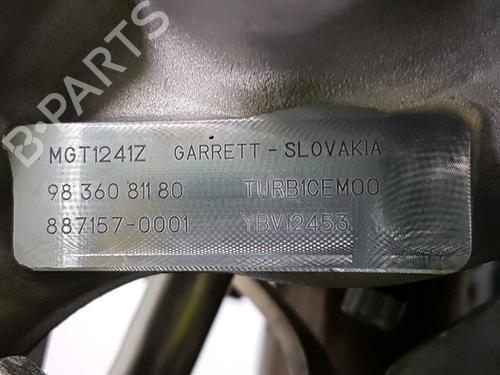 B-PARTS
MGT1241Z GARRETT - SLOVAKIA
98 360 811 80 TURB1CEM00
887157-0001 YBV12453